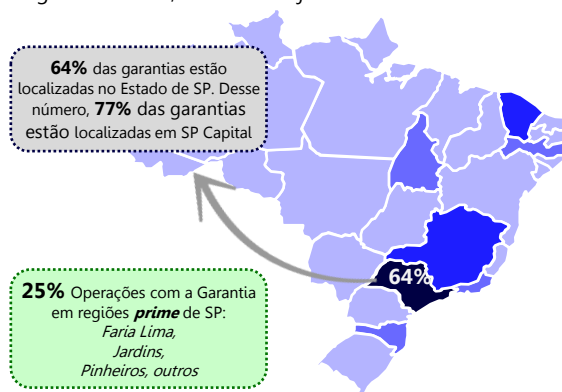 64% das garantias estão
localizadas no Estado de SP. Desse
número, 77% das garantias
estão localizadas em SP Capital
64%
25% Operações com a Garantia
em regiões prime de SP:
Faria Lima,
Jardins,
Pinheiros, outros